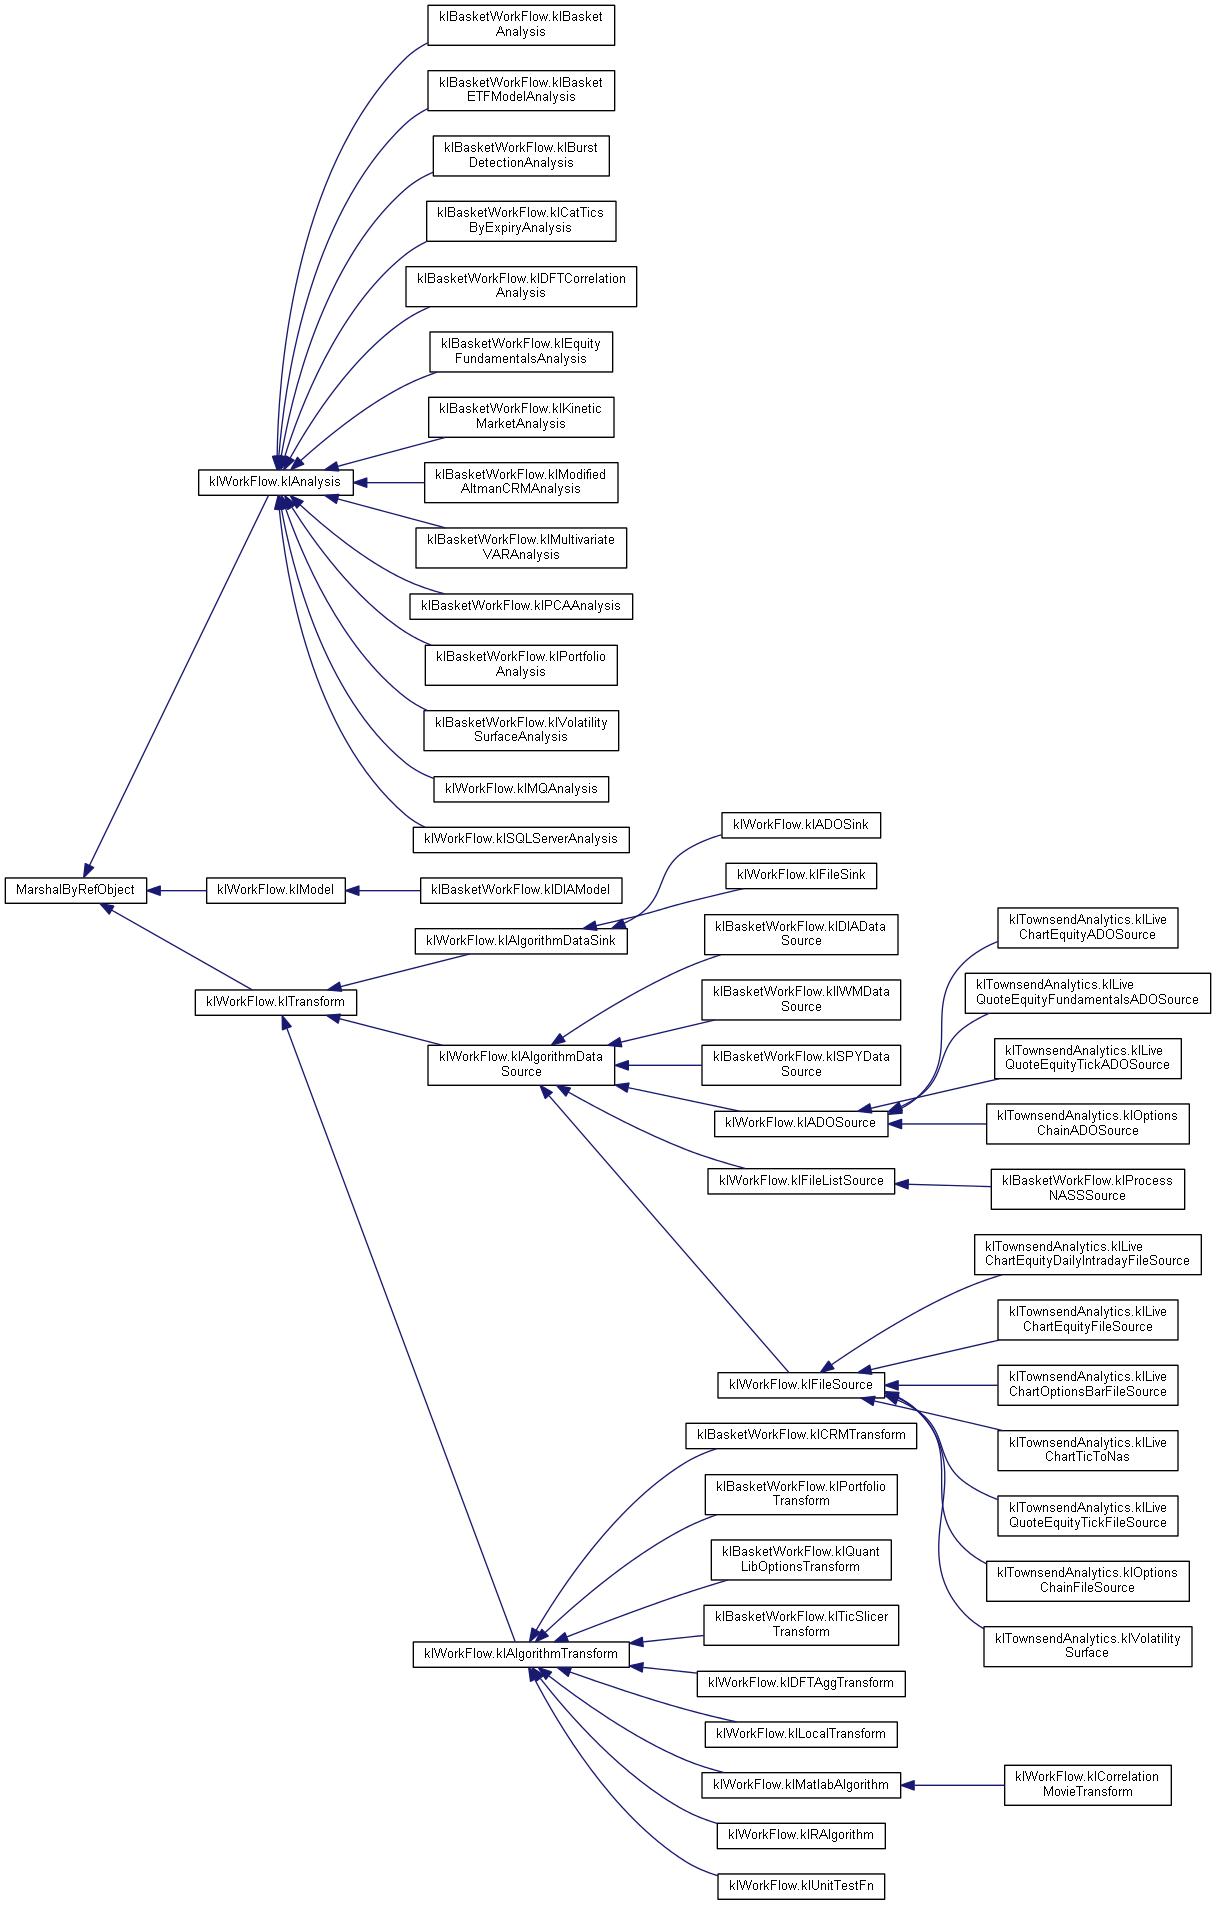 klBasketWorkFlow.klBasket
Analysis
klBasketWorkFlow.klBasket
ETFModelAnalysis
klBasketWorkFlow.klBurst
DetectionAnalysis
klBasketWorkFlow.klCatTics
ByExpiryAnalysis
klBasketWorkFlow.klDFTCorrelation
Analysis
klBasketWorkFlow.klEquity
FundamentalsAnalysis
klBasketWorkFlow.klKinetic
MarketAnalysis
klWorkFlow.klAnalysis
klBasketWorkFlow.klModified
AltmanCRMAnalysis
klBasketWorkFlow.klMultivariate
VARAnalysis
klBasketWorkFlow.klPCAAnalysis
klBasketWorkFlow.klPortfolio
Analysis
klBasketWorkFlow.klVolatility
SurfaceAnalysis
klWorkFlow.klMQAnalysis
klWorkFlow.klSQLServerAnalysis
MarshalByRefObject
klWorkFlow.klModel
klBasketWorkFlow.klDIAModel
klWorkFlow.klTransform
klWorkFlow.klAlgorithmDataSink
klWorkFlow.klADOSink
klWorkFlow.klFileSink
klWorkFlow.klAlgorithmData
Source
klBasketWorkFlow.klDIAData
Source
klBasketWorkFlow.klIWMData
Source
klBasketWorkFlow.klSPYData
Source
klWorkFlow.klADOSource
klTownsendAnalytics.klLive
ChartEquityADOSource
klTownsendAnalytics.klLive
QuoteEquityFundamentalsADOSource
klTownsendAnalytics.klLive
QuoteEquityTickADOSource
klTownsendAnalytics.klOptions
ChainADOSource
klWorkFlow.klFileListSource
klBasketWorkFlow.klProcess
NASSSource
klWorkFlow.klFileSource
klTownsendAnalytics.klLive
ChartEquityDailyIntradayFileSource
klTownsendAnalytics.klLive
ChartEquityFileSource
klTownsendAnalytics.klLive
ChartOptionsBarFileSource
klTownsendAnalytics.klLive
ChartTicToNas
klTownsendAnalytics.klLive
QuoteEquityTickFileSource
klTownsendAnalytics.klOptions
ChainFileSource
klTownsendAnalytics.klVolatility
Surface
klWorkFlow.klAlgorithmTransform
klBasketWorkFlow.klCRMTransform
klBasketWorkFlow.klPortfolio
Transform
klBasketWorkFlow.klQuant
LibOptionsTransform
klBasketWorkFlow.klTicSlicer
Transform
klWorkFlow.klDFTAggTransform
klWorkFlow.klLocalTransform
klWorkFlow.klMatlabAlgorithm
klWorkFlow.klCorrelation
MovieTransform
klWorkFlow.klRAlgorithm
klWorkFlow.klUnitTestFn